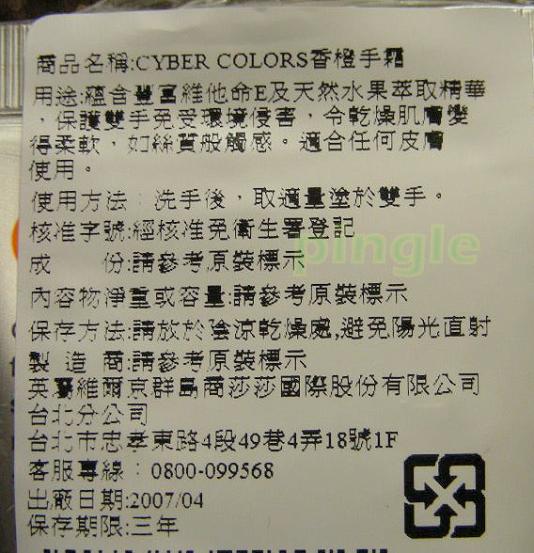 商品名稱:CYBER COLORS香橙手霜
用途:蘊含豐富維他命E及天然水果萃取精華
，保護雙手免受環境侵害，令乾燥肌膚變
得柔軟，如絲質般觸感。適合任何皮膚
使用。
使用方法：洗手後，取適量塗於雙手。
核准字號:經核准免衛生署登記
成　　份:請參考原裝標示
pingle
內容物淨重或容量:請參考原裝標示
保存方法:請放於陰涼乾燥處,避免陽光直射
製 造 商:請參考原裝標示
英屬維爾京群島商莎莎國際股份有限公司
台北分公司
台北市忠孝東路4段49巷4弄18號1F
客服專線：0800-099568
出廠日期:2007/04
保存期限:三年